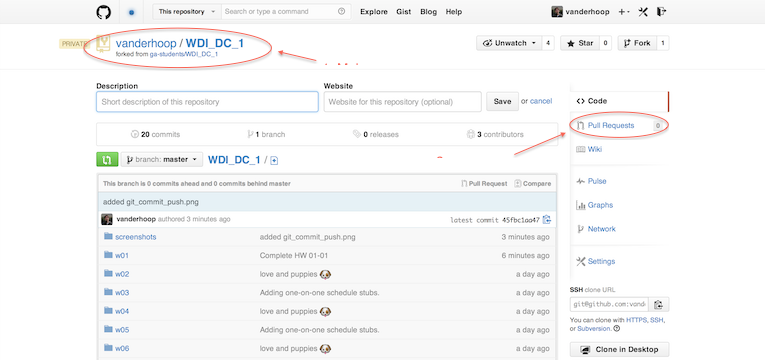 This repository
Search or type a command
Explore Gist Blog Help
vanderhoop
PRIVATE
vanderhoop / WDI_DC_1
forked from ga-students/WDI_DC_1
Unwatch 4
Star 0
Fork 1
Description
Short description of this repository
Website
Website for this repository (optional)
Save or cancel
20 commits
1 branch
0 releases
3 contributors
branch: master
WDI_DC_1 /
This branch is 0 commits ahead and 0 commits behind master
Pull Request
Compare
added git_commit_push.png
vanderhoop authored 3 minutes ago
latest commit 45fbc1aa47
screenshots added git_commit_push.png 3 minutes ago
w01 Complete HW 01-01 6 minutes ago
w02 love and puppies a day ago
w03 Adding one-on-one schedule stubs. a day ago
w04 love and puppies a day ago
w05 Adding one-on-one schedule stubs. a day ago
w06 love and puppies a day ago
Code
Pull Requests 0
Wiki
Pulse
Graphs
Network
Settings
SSH clone URL
git@github.com:vand
You can clone with HTTPS, SSH,
or Subversion.
Clone in Desktop